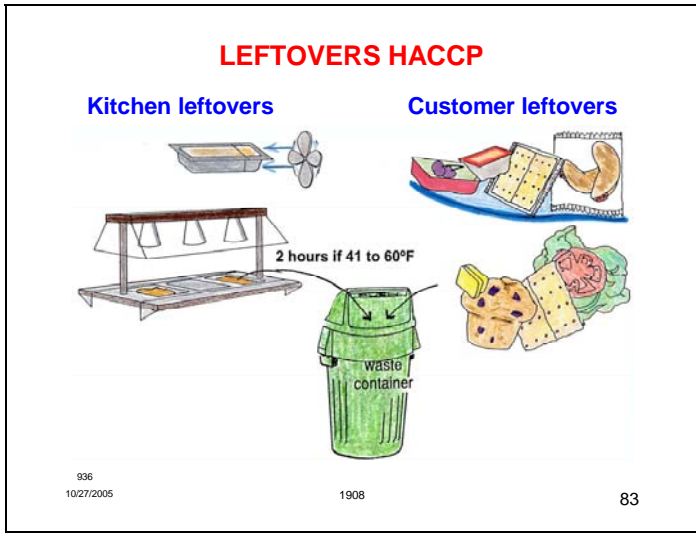 LEFTOVERS HACCP
Kitchen leftovers
Customer leftovers
2 hours if 41 to 60ºF
waste
container
936
10/27/2005
1908
83